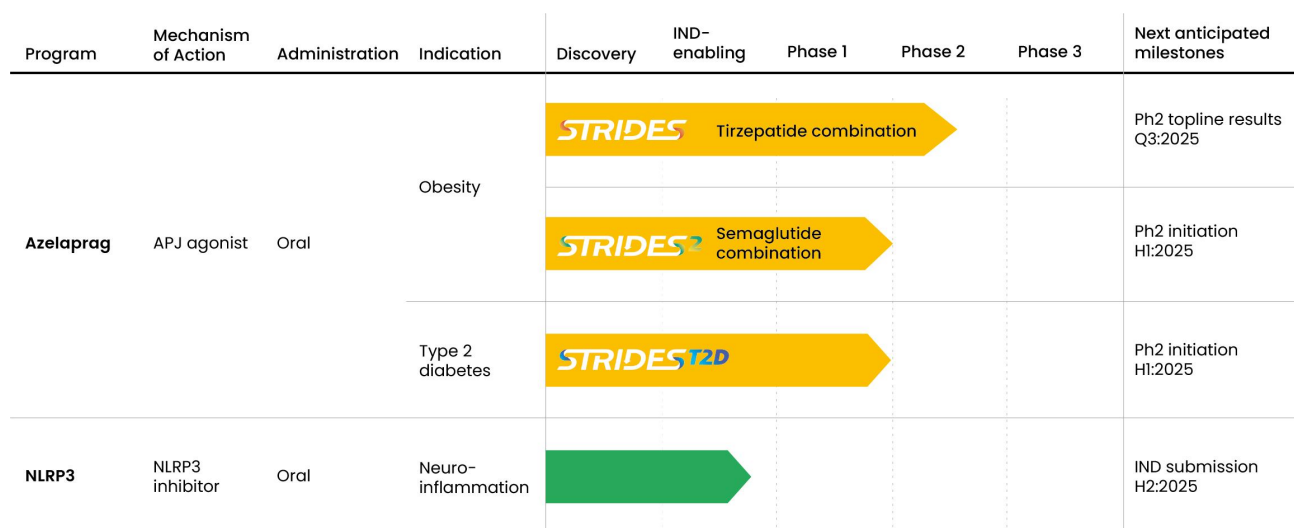 Program
Mechanism
of Action
Administration
Indication
Discovery
IND-
enabling
Phase 1
Phase 2
Phase 3
Next anticipated
milestones
Azelaprag
APJ agonist
Oral
Obesity
STRIDES
Tirzepatide combination
Ph2 topline results
Q3:2025
STRIDES2
Semaglutide
combination
Ph2 initiation
H1:2025
Type 2
diabetes
STRIDES T2D
Ph2 initiation
H1:2025
NLRP3
NLRP3
inhibitor
Oral
Neuro-
inflammation
IND submission
H2:2025